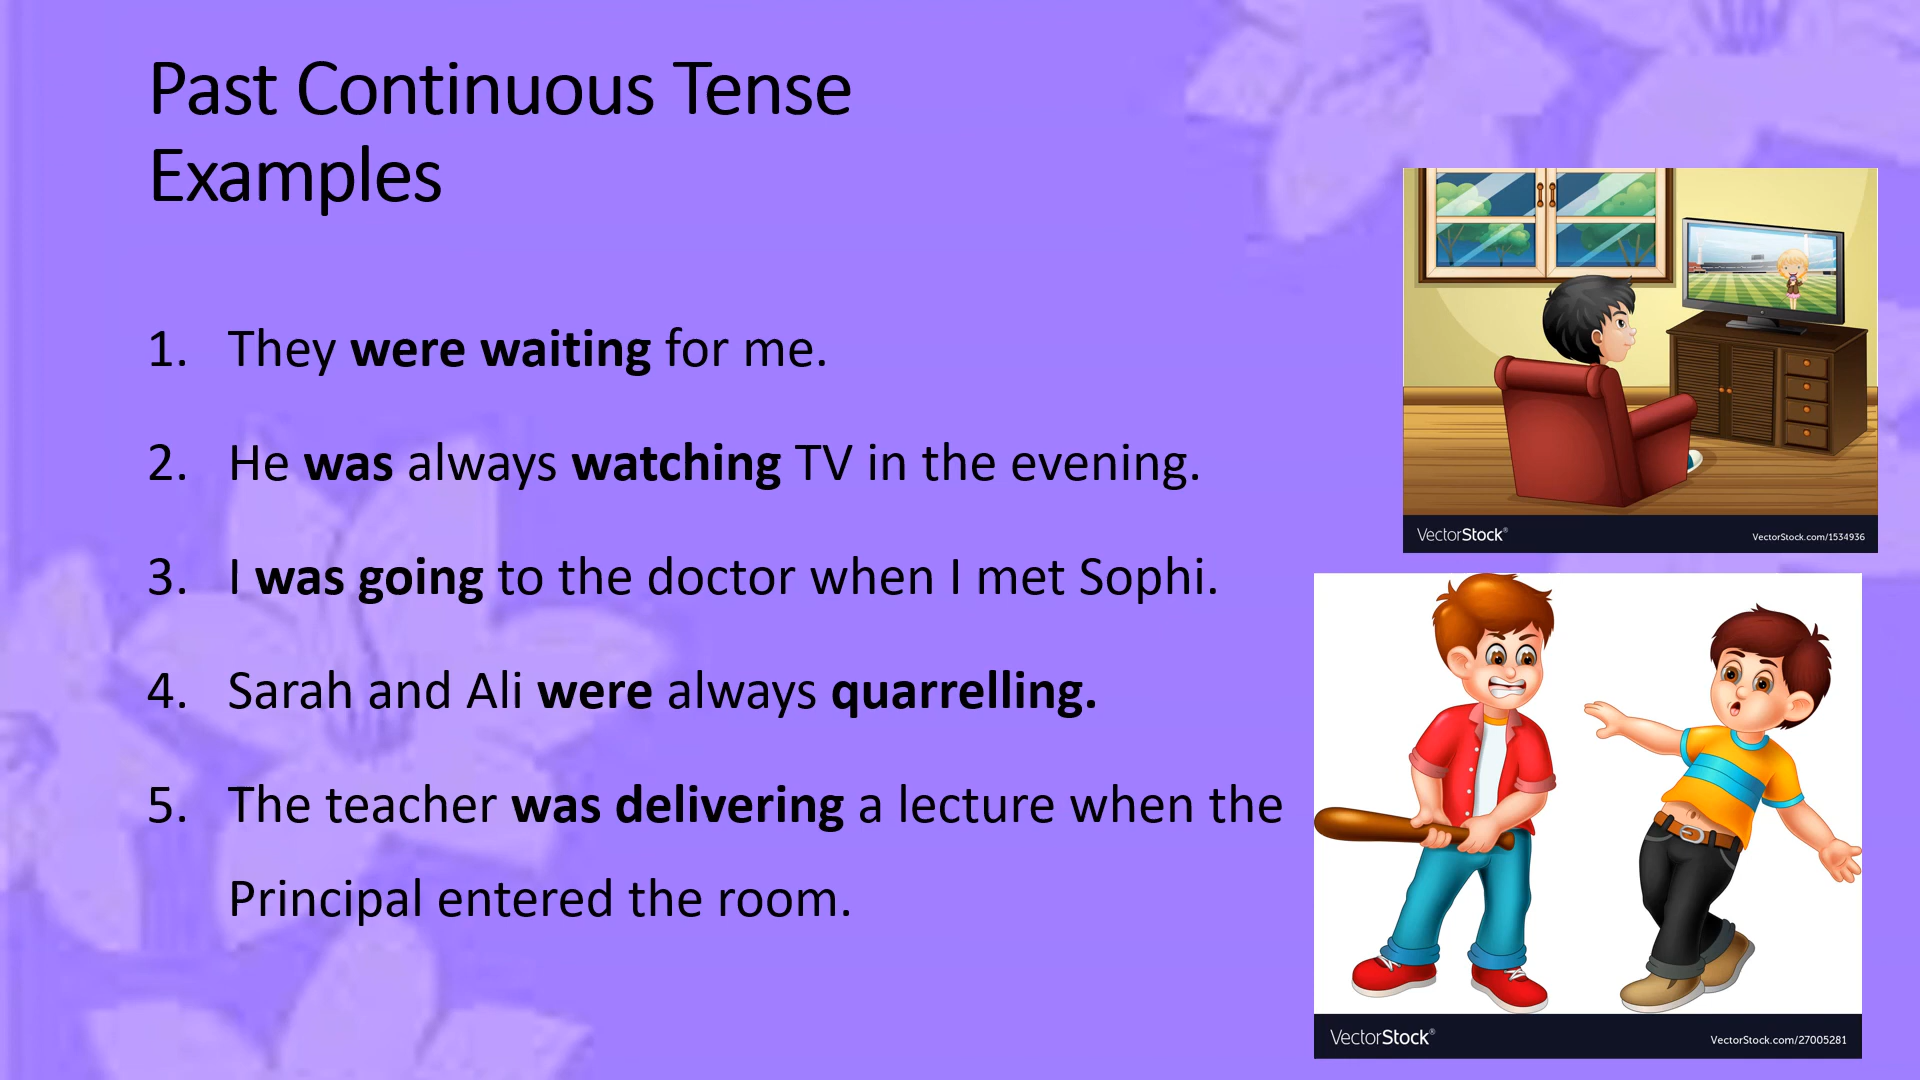 Past Continuous Tense
Examples
1. They were waiting for me.
2. He was always watching TV in the evening.
3. I was going to the doctor when I met Sophi.
4. Sarah and Ali were always quarrelling.
5. The teacher was delivering a lecture when the
Principal entered the room.
VectorStock®
VectorStock.com/1534936
VectorStock®
VectorStock.com/27005281